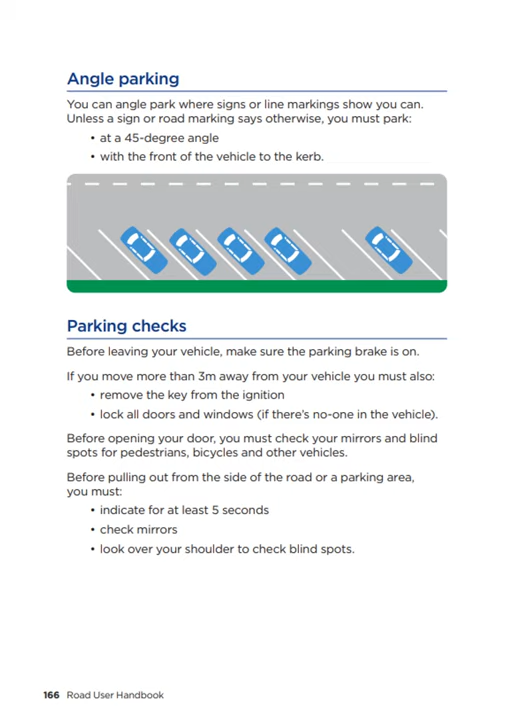 Angle parking
You can angle park where signs or line markings show you can.
Unless a sign or road marking says otherwise, you must park:
• at a 45-degree angle
• with the front of the vehicle to the kerb.
Parking checks
Before leaving your vehicle, make sure the parking brake is on.
If you move more than 3m away from your vehicle you must also:
• remove the key from the ignition
• lock all doors and windows (if there's no-one in the vehicle).
Before opening your door, you must check your mirrors and blind
spots for pedestrians, bicycles and other vehicles.
Before pulling out from the side of the road or a parking area,
you must:
• indicate for at least 5 seconds
• check mirrors
• look over your shoulder to check blind spots.
166 Road User Handbook